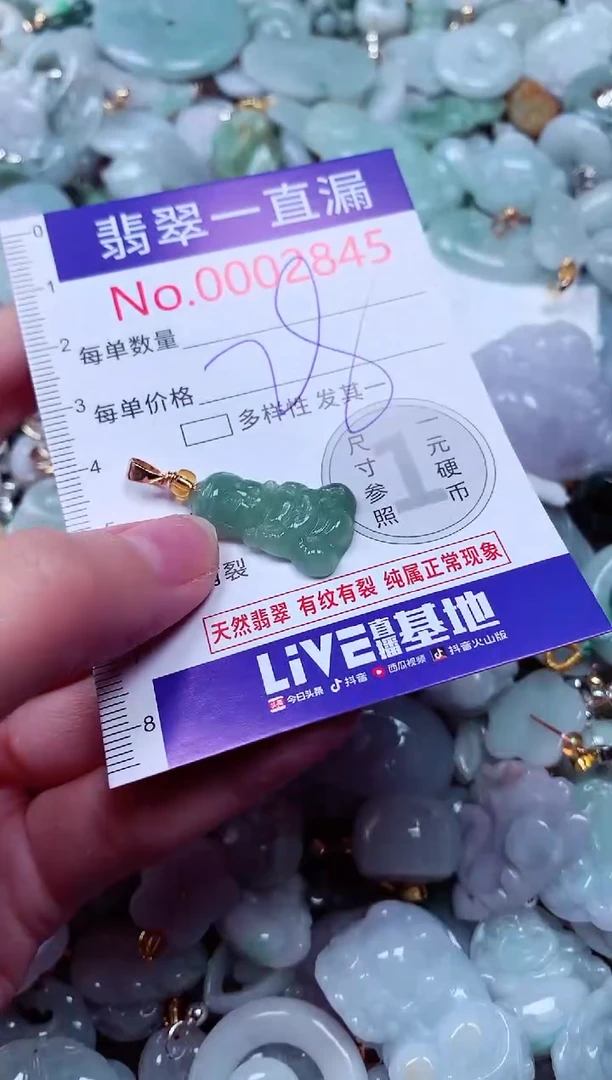 翡翠一直漏
No.0002845
0
1
2
每单数量
3
每单价格
28
多样性 发其一
4
尺寸参照
1
一元硬币
裂
天然翡翠 有纹有裂 纯属正常现象
LiVE直播基地
头条 今日头条 抖音 西瓜视频 抖音火山版
8